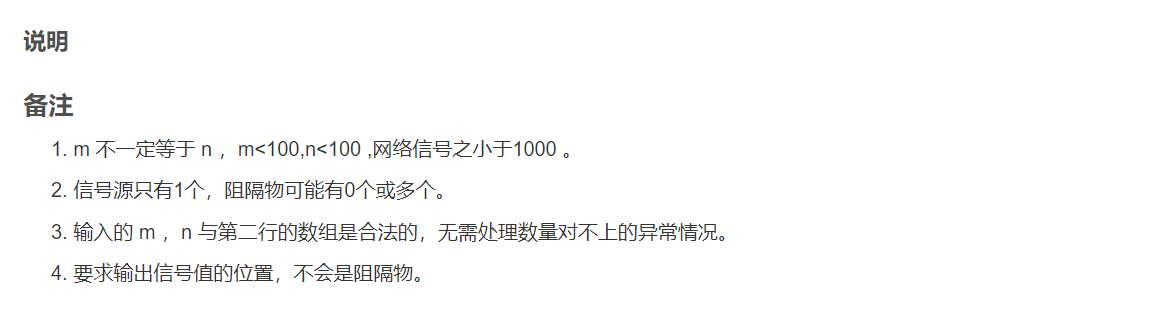 说明
备注
1. m 不一定等于 n ，m<100,n<100 ,网络信号之小于1000 。
2. 信号源只有1个，阻隔物可能有0个或多个。
3. 输入的 m ，n 与第二行的数组是合法的，无需处理数量对不上的异常情况。
4. 要求输出信号值的位置，不会是阻隔物。